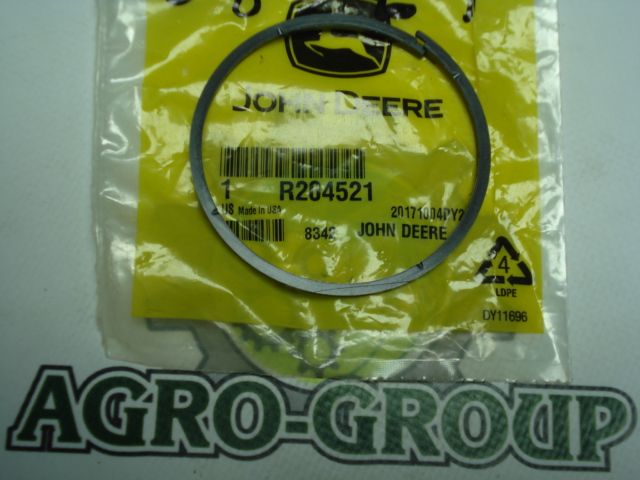 JOHN DEERE
1 R204521
US Made in USA 20171004PY2
8342 JOHN DEERE
4
LDPE
DY11696
AGRO-GROUP